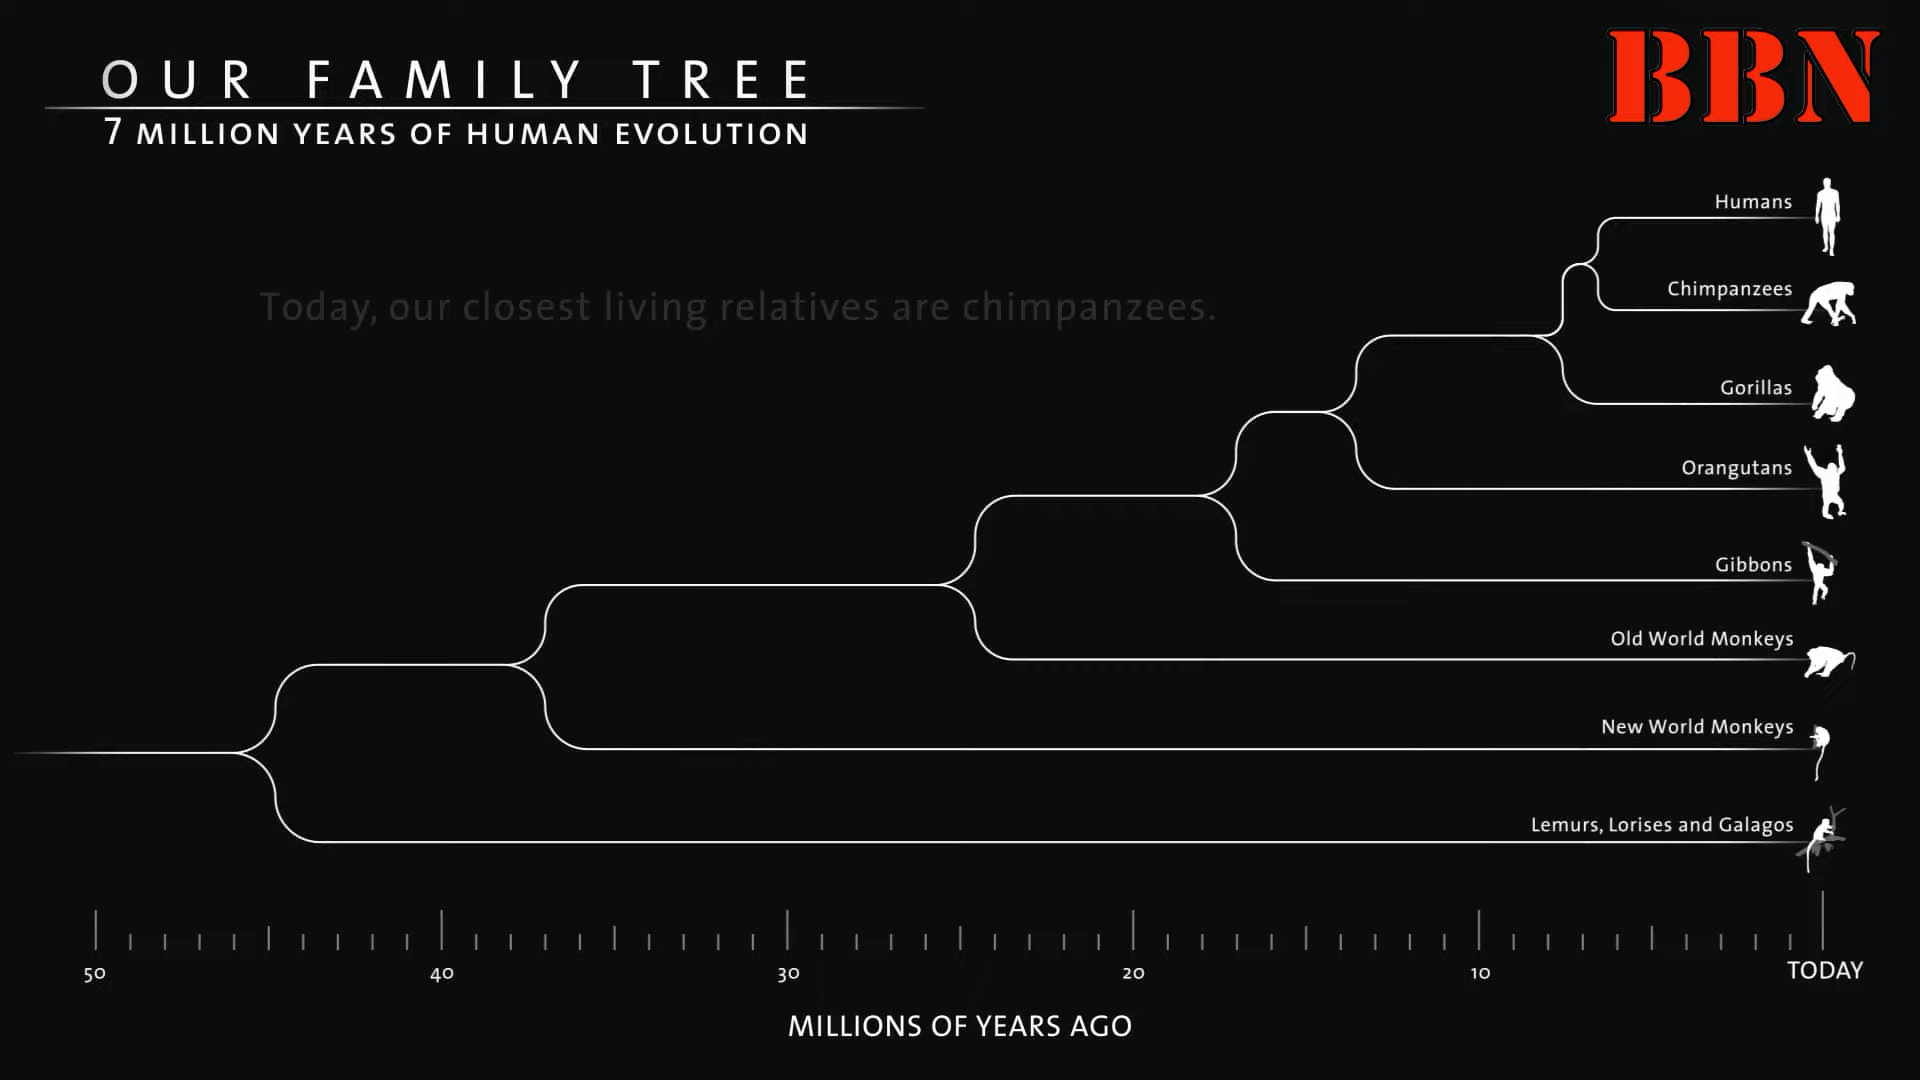 OUR FAMILY TREE
7 MILLION YEARS OF HUMAN EVOLUTION
BBN
Humans
Today, our closest living relatives are chimpanzees.
Chimpanzees
Gorillas
Orangutans
Gibbons
Old World Monkeys
New World Monkeys
Lemurs, Lorises and Galagos
50 40 30 20 10 TODAY
MILLIONS OF YEARS AGO